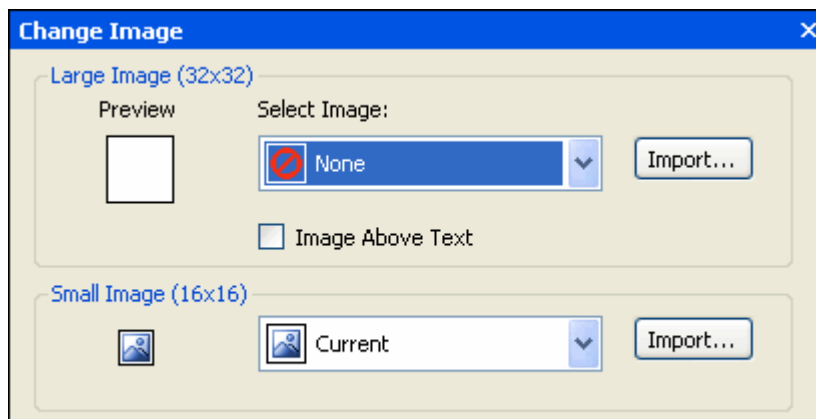 Change Image
Large Image (32x32)
Preview
Select Image:
None
Import...
Image Above Text
Small Image (16x16)
Current
Import...